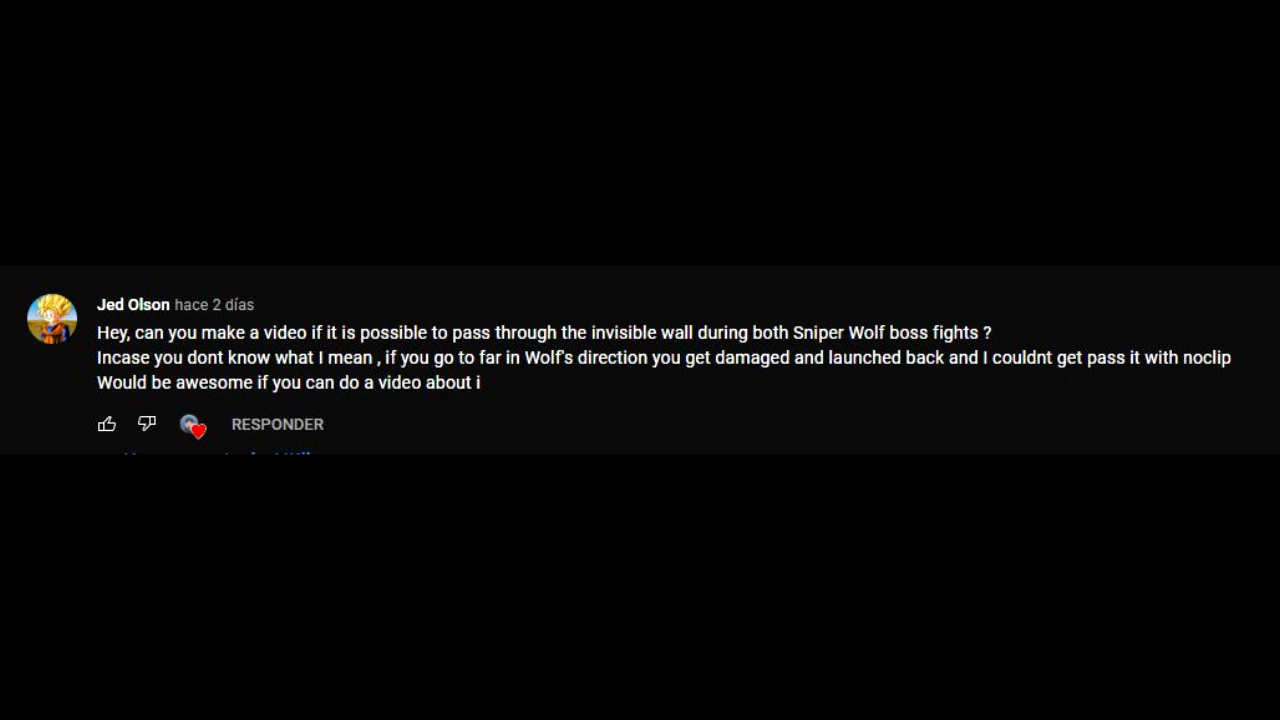 Jed Olson hace 2 días
Hey, can you make a video if it is possible to pass through the invisible wall during both Sniper Wolf boss fights ?
Incase you dont know what I mean , if you go to far in Wolf's direction you get damaged and launched back and I couldnt get pass it with noclip
Would be awesome if you can do a video about i
RESPONDER